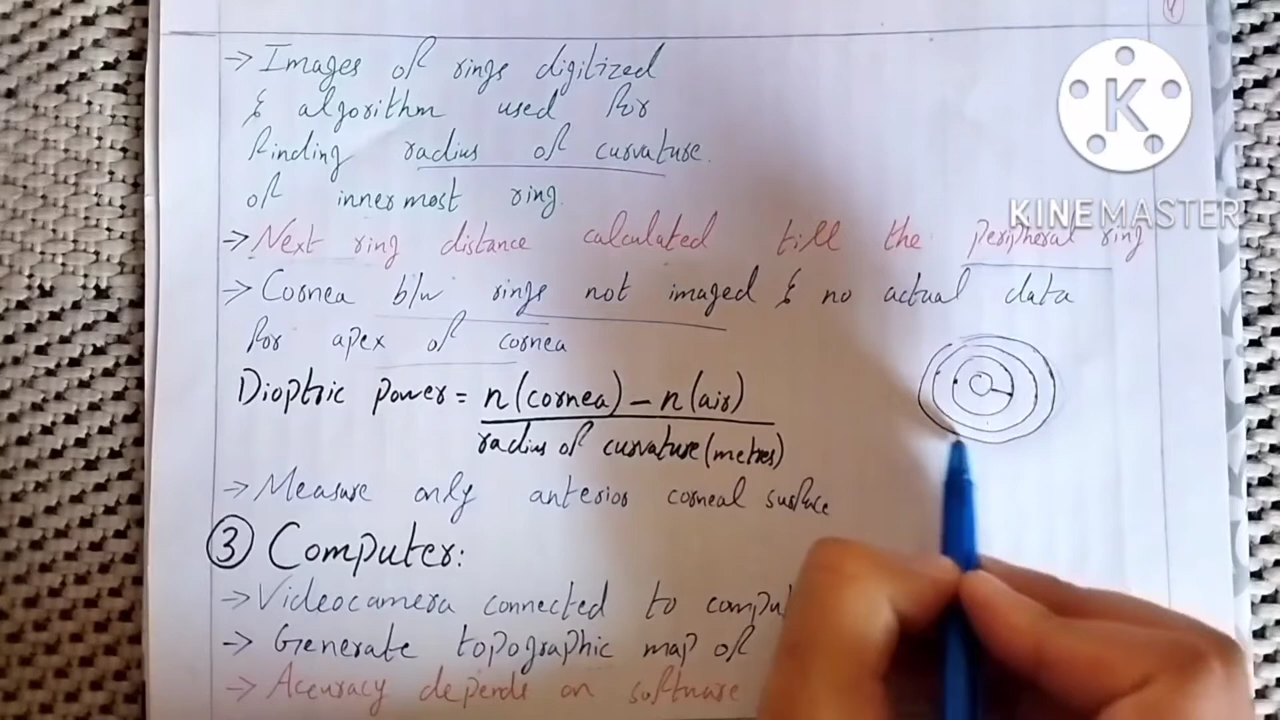 4
→ Images of rings digitized
& algorithm used for
finding radius of curvature.
of innermost ring.
→ Next ring distance calculated till the peripheral ring
→ Cornea b/w rings not imaged & no actual data
for apex of cornea
Dioptric power = n(cornea) – n(air)
radius of curvature (metres)
→ Measure only anterior corneal surface
③ Computer:
→ Videocamera connected to
→ Generate topographic map of
→ Accuracy depends on software
K
KINEMASTER